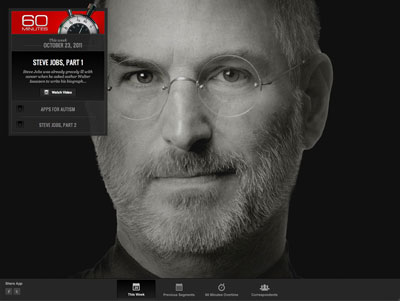 60
MINUTES
This week
OCTOBER 23, 2011
STEVE JOBS, PART 1
Steve Jobs was already gravely ill with
cancer when he asked author Walter
Isaacson to write his biograph...
Watch Video
APPS FOR AUTISM
STEVE JOBS, PART 2
Share App
This Week
Previous Segments
60 Minutes Overtime
Correspondents